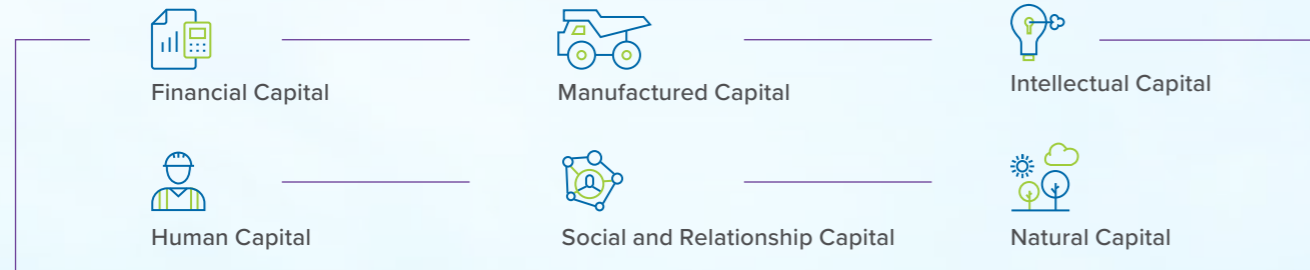 Financial Capital
Manufactured Capital
Intellectual Capital
Human Capital
Social and Relationship Capital
Natural Capital